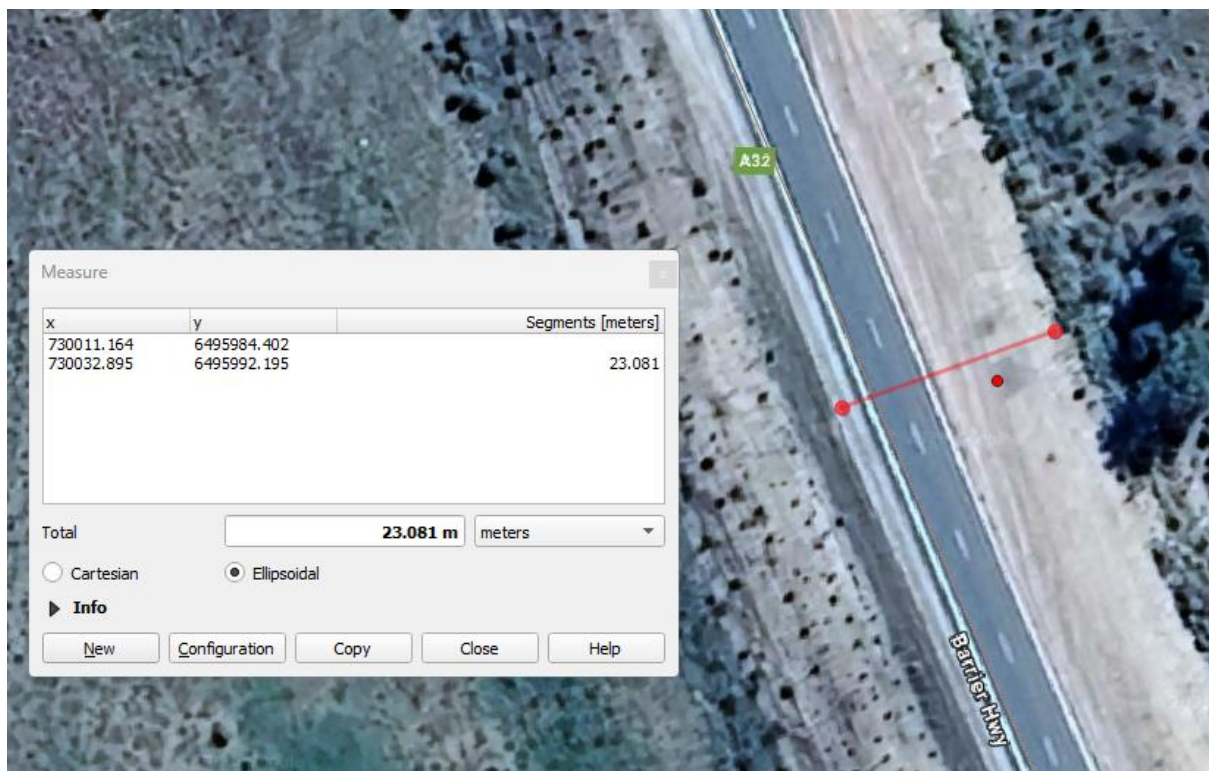 A32
Measure
x y Segments [meters]
730011.164 6495984.402
730032.895 6495992.195 23.081
Total 23.081 m meters
Cartesian Ellipsoidal
Info
New Configuration Copy Close Help
Barrier Hwy